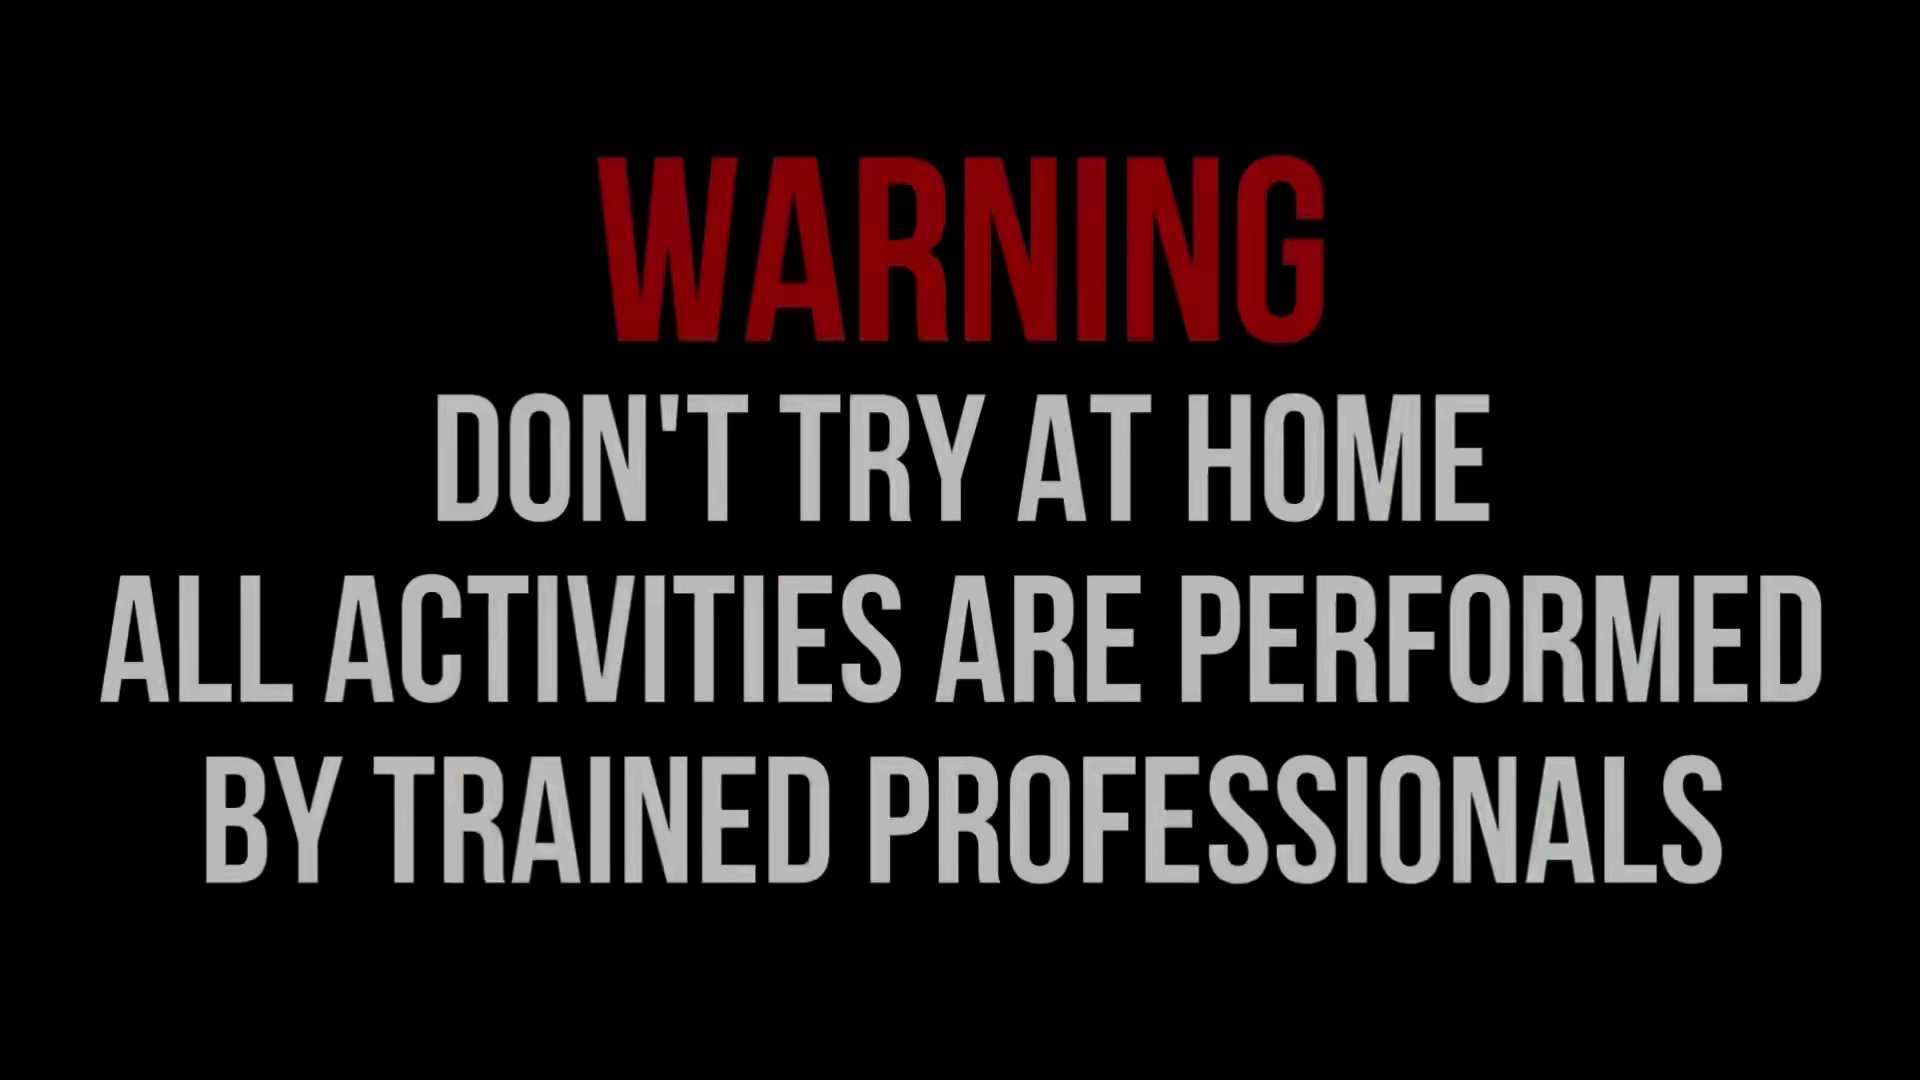 WARNING
DON'T TRY AT HOME
ALL ACTIVITIES ARE PERFORMED
BY TRAINED PROFESSIONALS